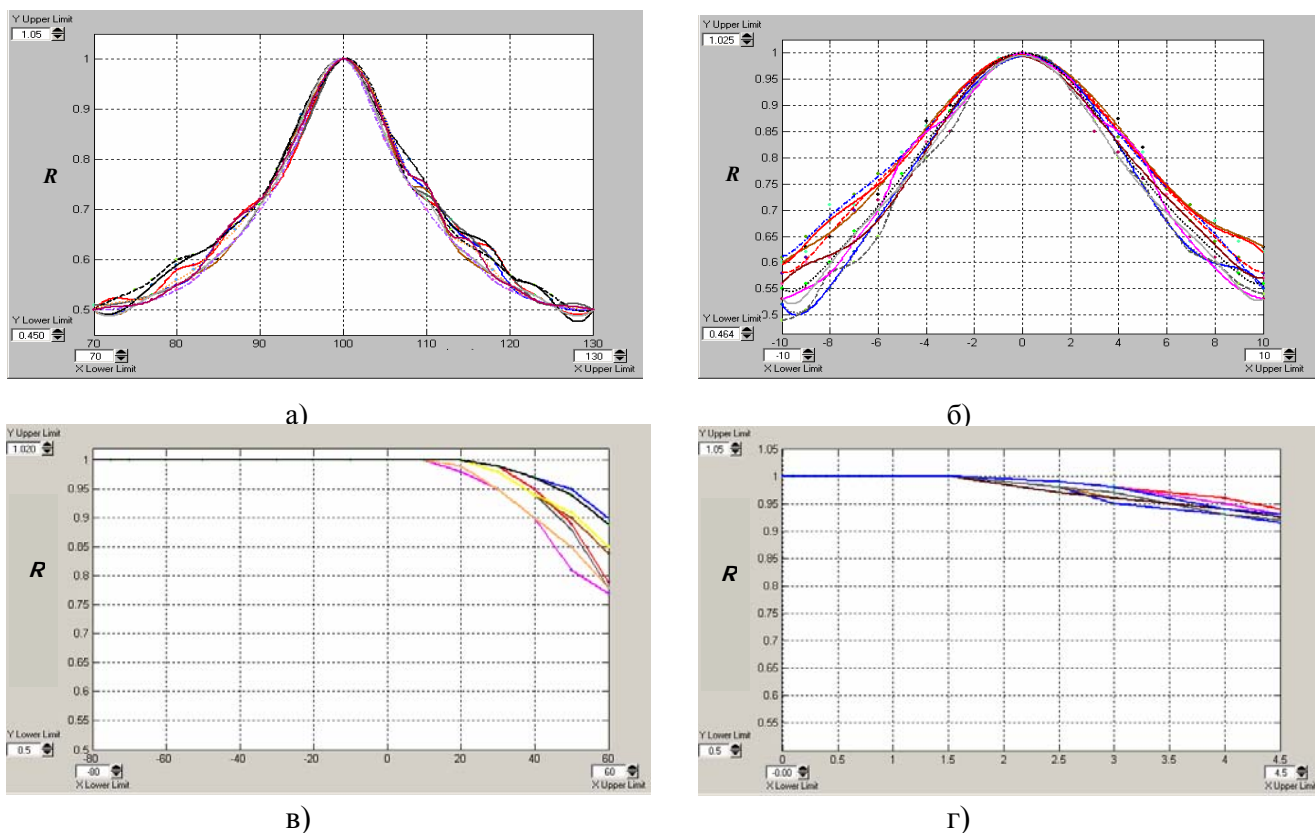 Y Upper Limit
1.05
1
0.9
0.8
R
0.7
0.6
0.5
Y Lower Limit
0.450
70 80 90 100 110 120 130
70 130
X Lower Limit X Upper Limit
а)
Y Upper Limit
1.025
1
0.95
0.9
0.85
0.8
0.75
R
0.7
0.65
0.6
0.55
0.5
Y Lower Limit
0.464
-10 -8 -6 -4 -2 0 2 4 6 8 10
-10 10
X Lower Limit X Upper Limit
б)
Y Upper Limit
1.020
1
0.95
0.9
0.85
0.8
R
0.75
0.7
0.65
0.6
0.55
0.5
Y Lower Limit
0.5
-80 -60 -40 -20 0 20 40 60
-80 60
X Lower Limit X Upper Limit
в)
Y Upper Limit
1.05
1.05
1
0.95
0.9
0.85
R
0.8
0.75
0.7
0.65
0.6
0.55
Y Lower Limit
0.5
0 0.5 1 1.5 2 2.5 3 3.5 4 4.5
-0.00 4.5
X Lower Limit X Upper Limit
г)